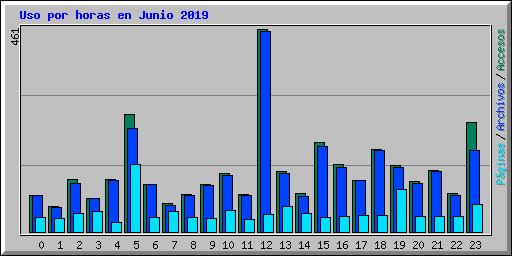 Uso por horas en Junio 2019
461
Páginas / Archivos / Accesos
0 1 2 3 4 5 6 7 8 9 10 11 12 13 14 15 16 17 18 19 20 21 22 23